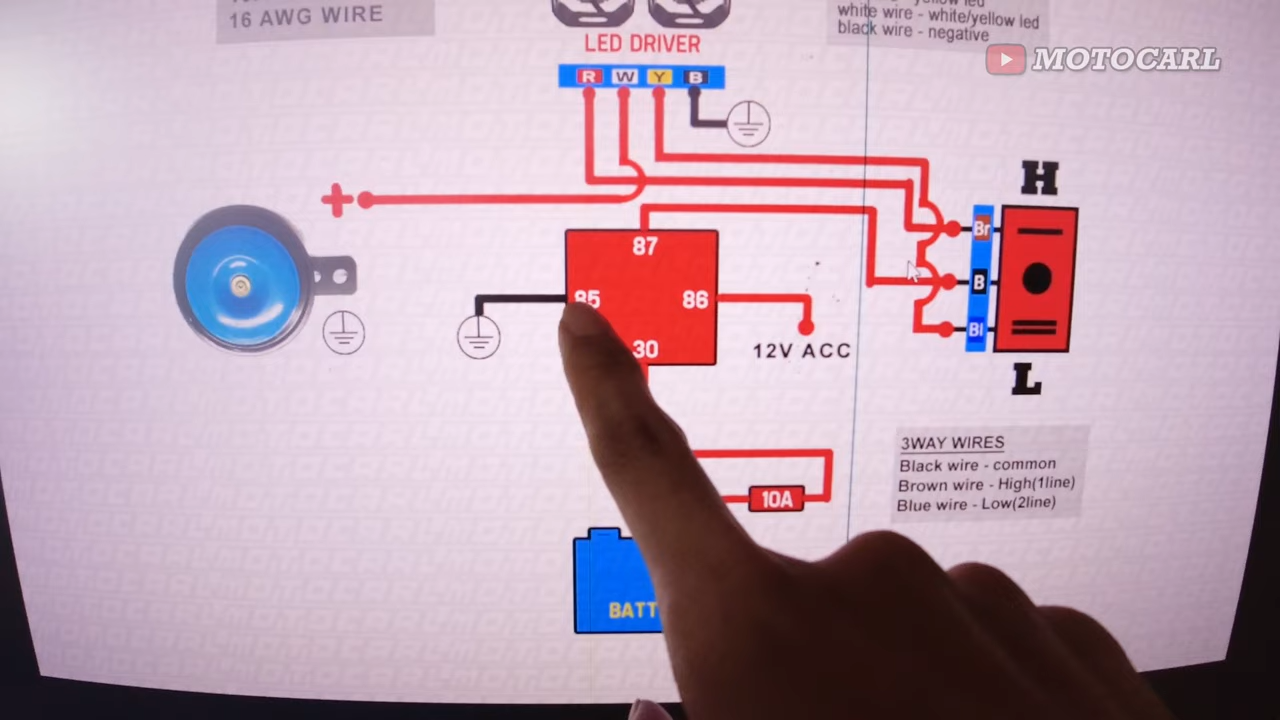 16 AWG WIRE
white wire - white/yellow led
black wire - negative
MOTOCARL
LED DRIVER
R W Y B
H
+
87
Br
85 86
B
30
12V ACC
Bl
L
3WAY WIRES
Black wire - common
Brown wire - High(1line)
Blue wire - Low(2line)
10A
BATT